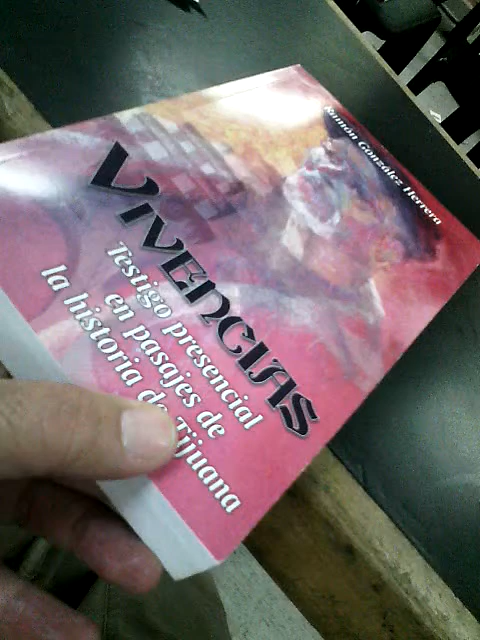 Ramón González Herrera
VIVENCIAS
Testigo presencial
en pasajes de
la historia de Tijuana